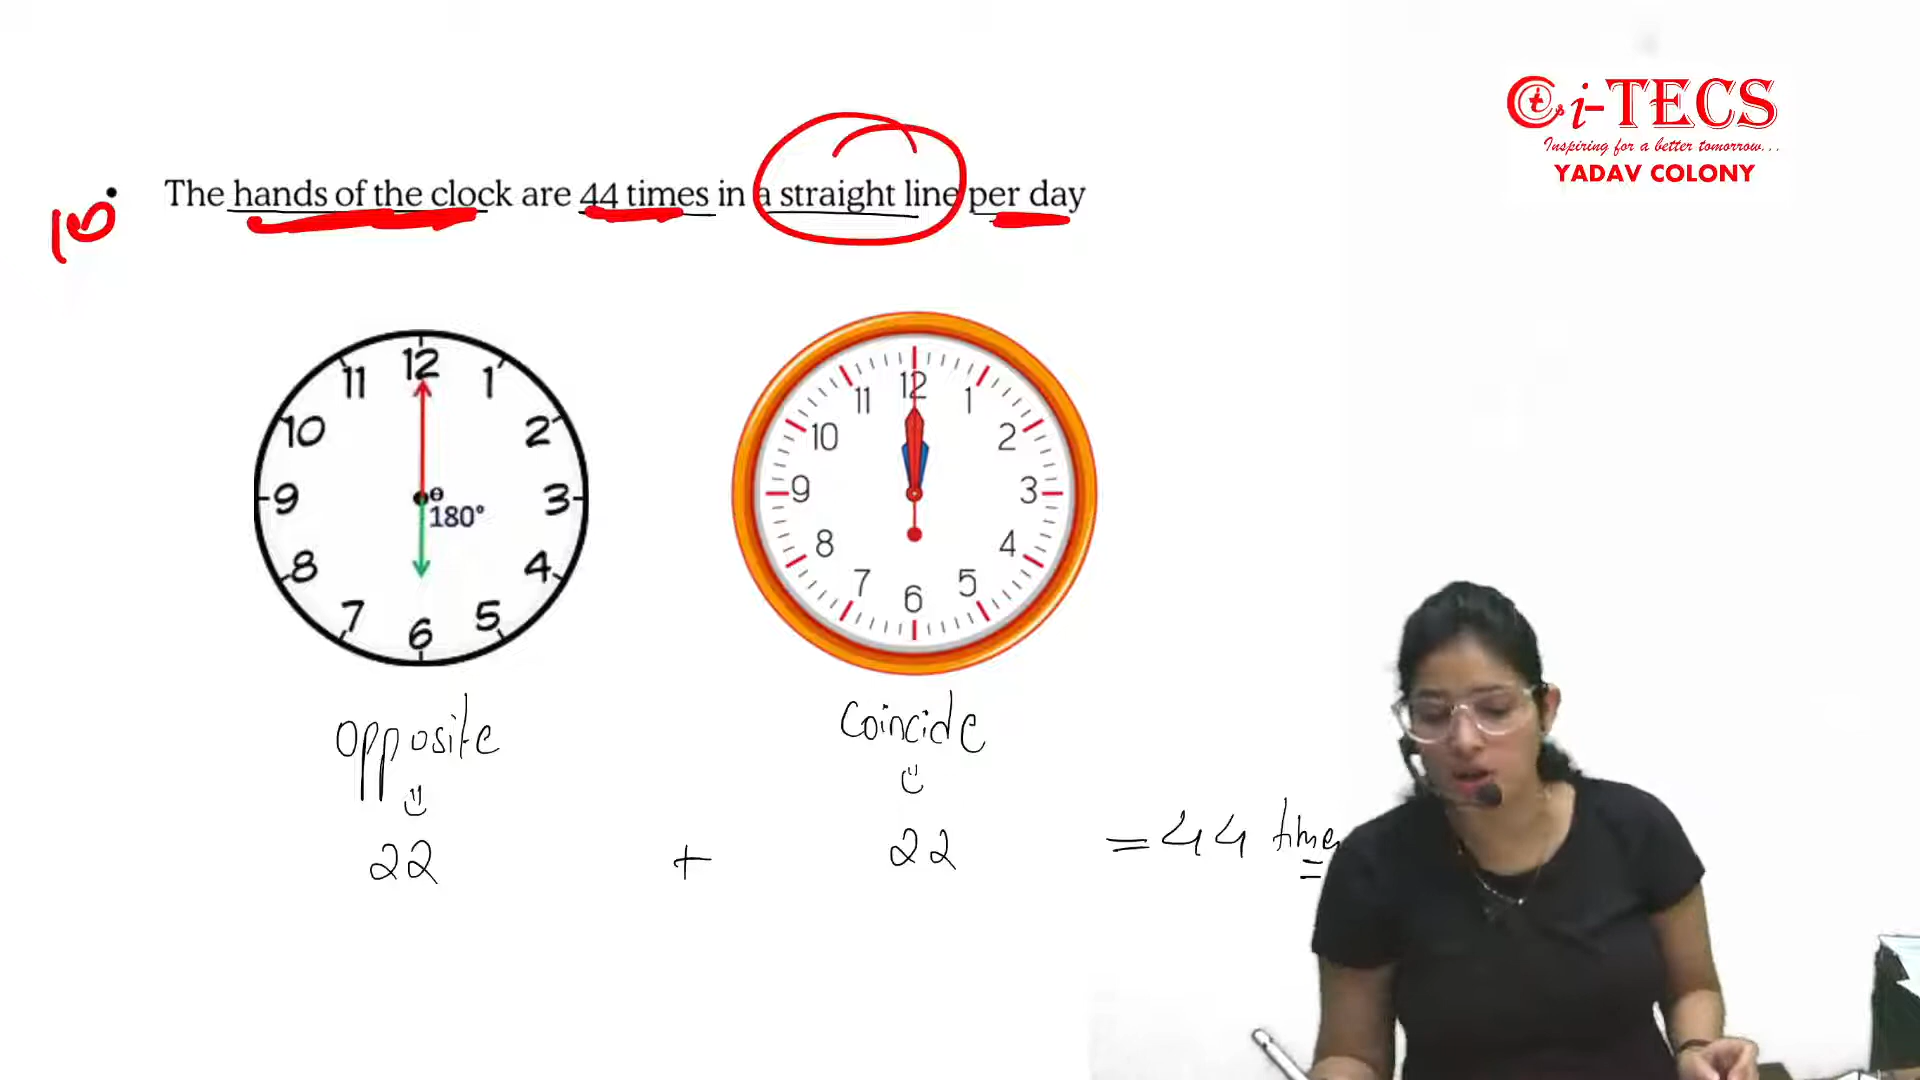 i-TECS
Inspiring for a better tomorrow...
YADAV COLONY
10. The hands of the clock are 44 times in a straight line per day
12
11 1
10 2
9 3
8 4
7 5
6
θ
180°
12
11 1
10 2
9 3
8 4
7 5
6
opposite
coincide
22 + 22 = 44 time